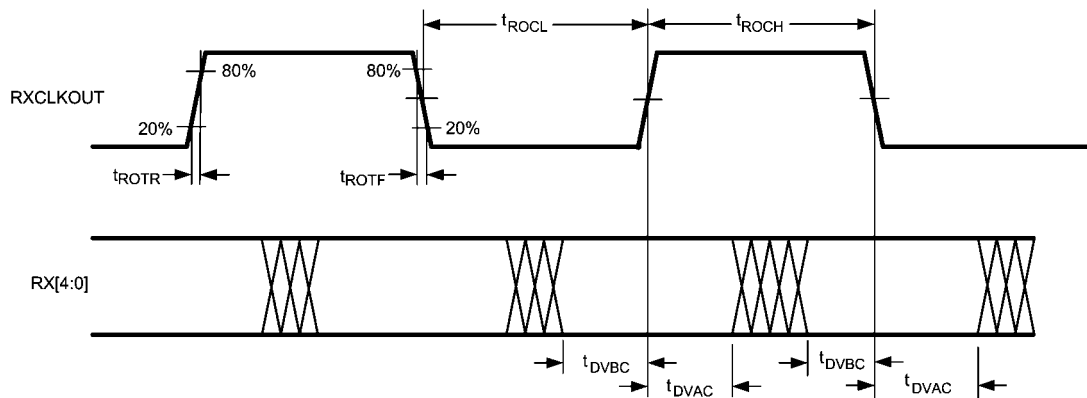 tROCL
tROCH
80%
80%
RXCLKOUT
20%
20%
tROTR
tROTF
RX[4:0]
tDVBC
tDVBC
tDVAC
tDVAC